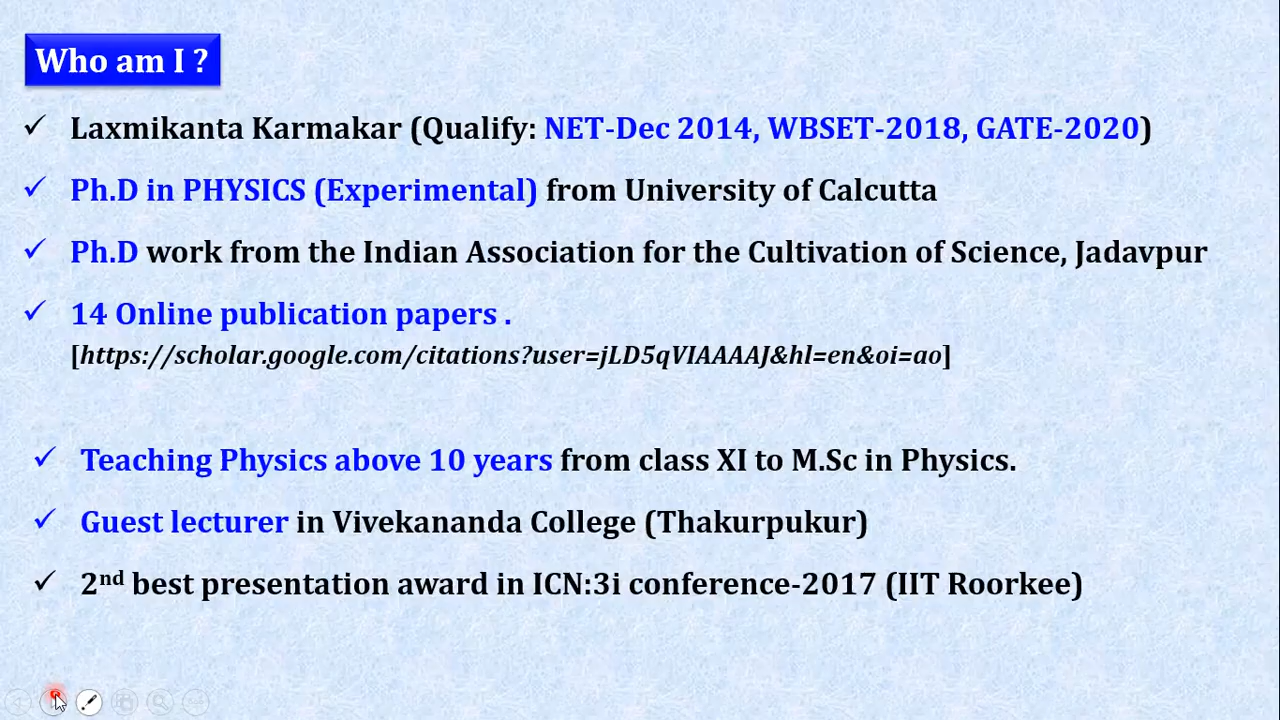 Who am I ?
✓ Laxmikanta Karmakar (Qualify: NET-Dec 2014, WBSET-2018, GATE-2020)
✓ Ph.D in PHYSICS (Experimental) from University of Calcutta
✓ Ph.D work from the Indian Association for the Cultivation of Science, Jadavpur
✓ 14 Online publication papers .
[https://scholar.google.com/citations?user=jLD5qVIAAAAJ&hl=en&oi=ao]
✓ Teaching Physics above 10 years from class XI to M.Sc in Physics.
✓ Guest lecturer in Vivekananda College (Thakurpukur)
✓ 2nd best presentation award in ICN:3i conference-2017 (IIT Roorkee)